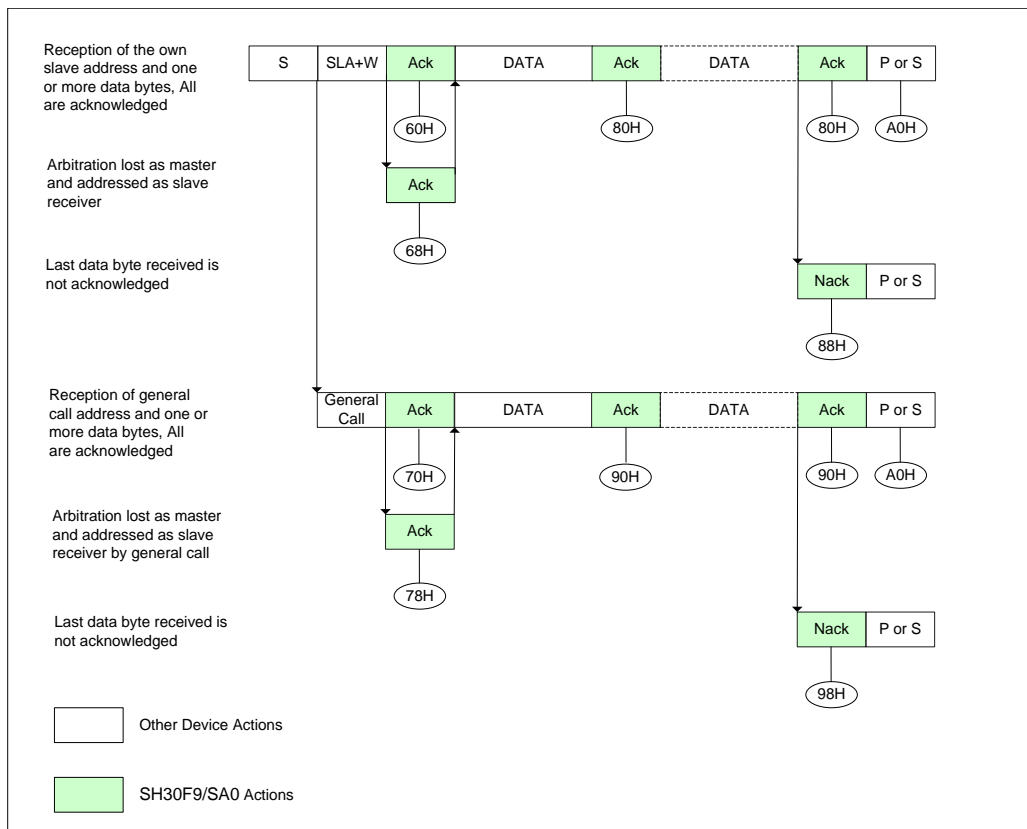 Reception of the own
slave address and one
or more data bytes, All
are acknowledged
S SLA+W Ack DATA Ack DATA Ack P or S
60H 80H 80H A0H
Arbitration lost as master
and addressed as slave
receiver
Ack
68H
Last data byte received is
not acknowledged
Nack P or S
88H
Reception of general
call address and one or
more data bytes, All
are acknowledged
General
Call Ack DATA Ack DATA Ack P or S
70H 90H 90H A0H
Arbitration lost as master
and addressed as slave
receiver by general call
Ack
78H
Last data byte received is
not acknowledged
Nack P or S
98H
Other Device Actions
SH30F9/SA0 Actions